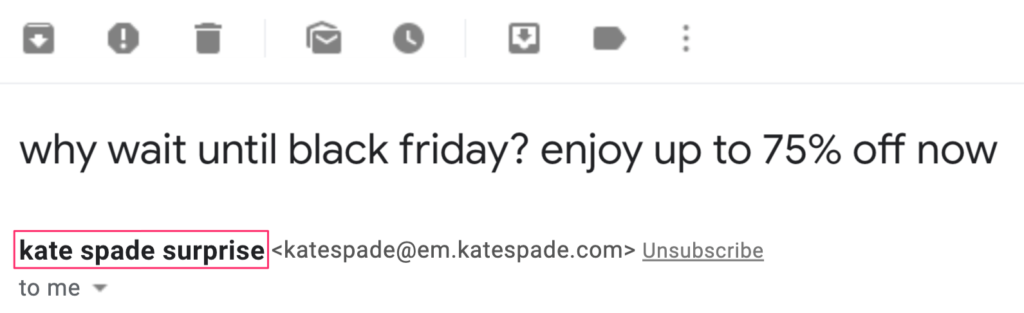 why wait until black friday? enjoy up to 75% off now
kate spade surprise <katespade@em.katespade.com> Unsubscribe
to me